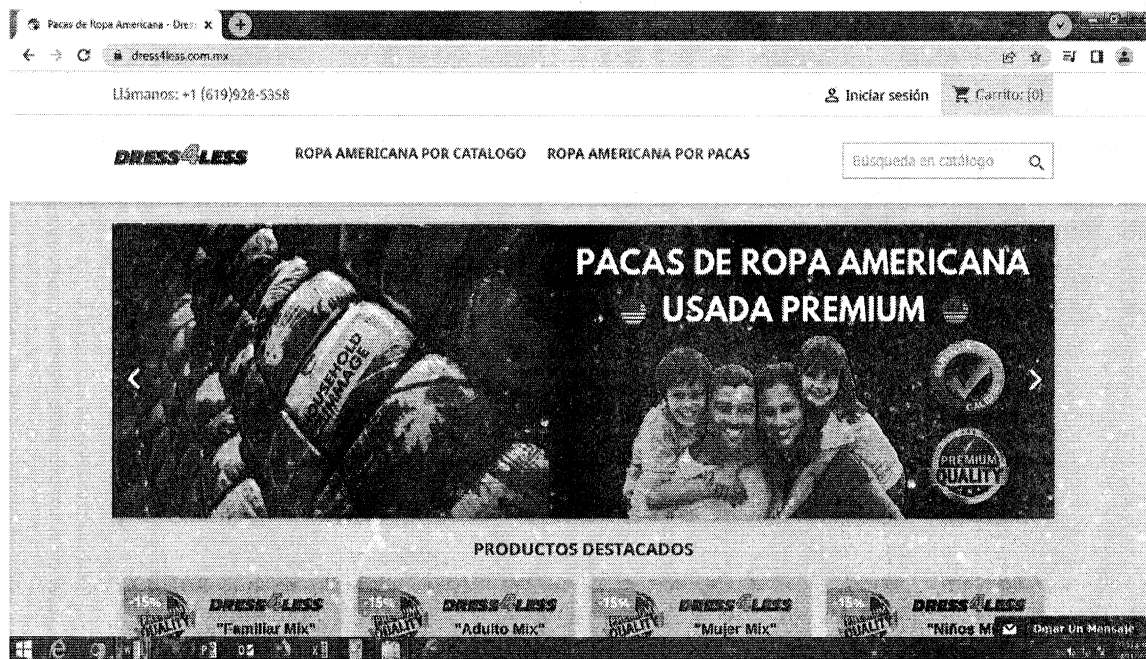 Pacas de Ropa Americana - Dres
dress4less.com.mx
Llámanos: +1 (619)928-5358
Iniciar sesión
Carrito: (0)
DRESS4LESS
ROPA AMERICANA POR CATALOGO
ROPA AMERICANA POR PACAS
Búsqueda en catálogo
PACAS DE ROPA AMERICANA
USADA PREMIUM
HOUSEHOLD
RUMMAGE
PREMIUM
QUALITY
PRODUCTOS DESTACADOS
-15%
DRESS4LESS
"Familiar Mix"
-15%
DRESS4LESS
"Adulto Mix"
-15%
DRESS4LESS
"Mujer Mix"
-15%
DRESS4LESS
"Niños M
Dejar Un Mensaje